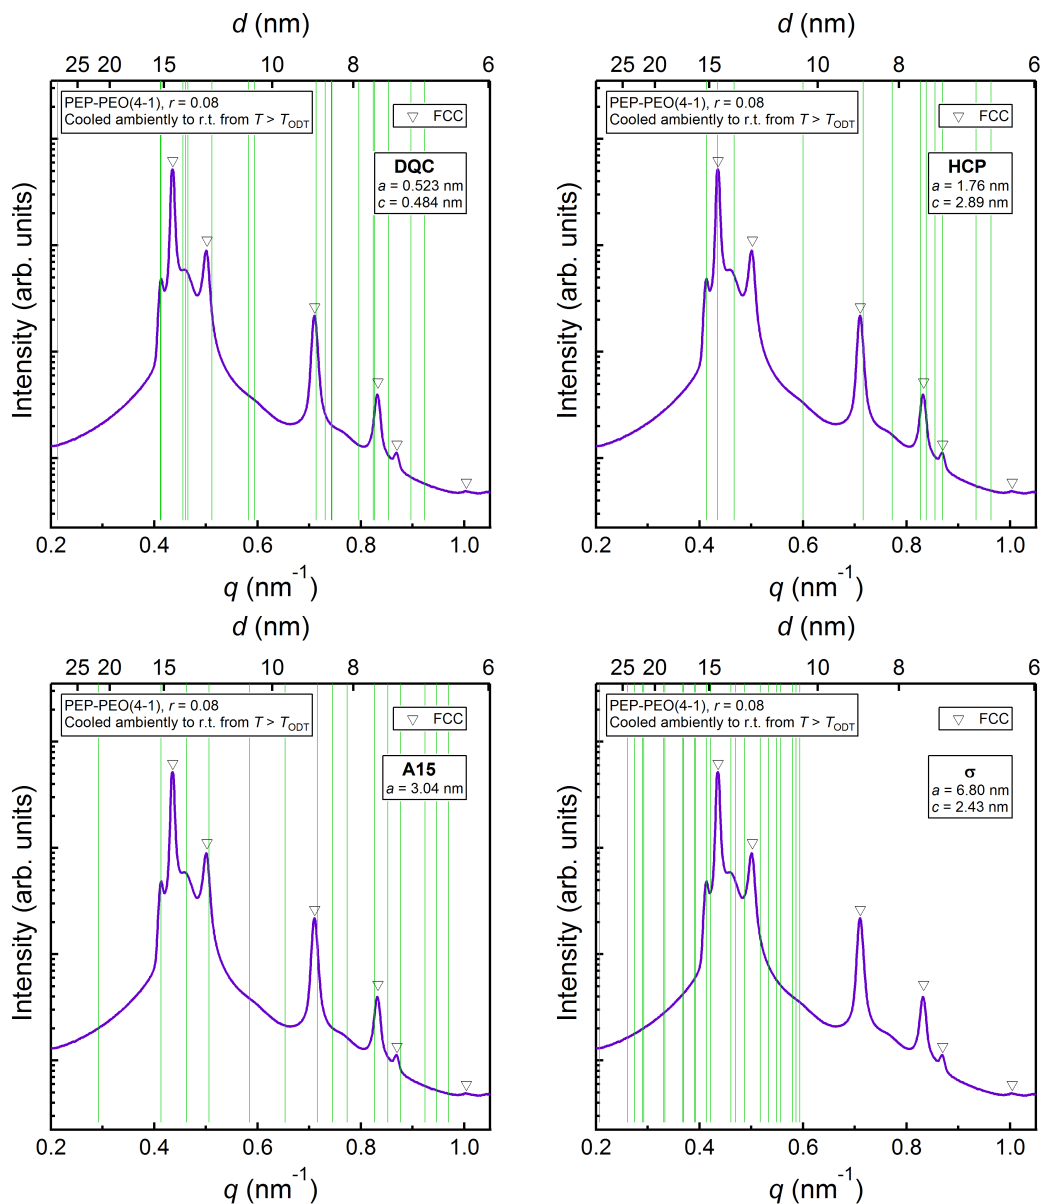 d (nm)
25 20 15 10 8 6
PEP-PEO(4-1), r = 0.08
Cooled ambiently to r.t. from T > T_ODT
▽ FCC
DQC
a = 0.523 nm
c = 0.484 nm
Intensity (arb. units)
0.2 0.4 0.6 0.8 1.0
q (nm⁻¹)
d (nm)
25 20 15 10 8 6
PEP-PEO(4-1), r = 0.08
Cooled ambiently to r.t. from T > T_ODT
▽ FCC
HCP
a = 1.76 nm
c = 2.89 nm
Intensity (arb. units)
0.2 0.4 0.6 0.8 1.0
q (nm⁻¹)
d (nm)
25 20 15 10 8 6
PEP-PEO(4-1), r = 0.08
Cooled ambiently to r.t. from T > T_ODT
▽ FCC
A15
a = 3.04 nm
Intensity (arb. units)
0.2 0.4 0.6 0.8 1.0
q (nm⁻¹)
d (nm)
25 20 15 10 8 6
PEP-PEO(4-1), r = 0.08
Cooled ambiently to r.t. from T > T_ODT
▽ FCC
σ
a = 6.80 nm
c = 2.43 nm
Intensity (arb. units)
0.2 0.4 0.6 0.8 1.0
q (nm⁻¹)